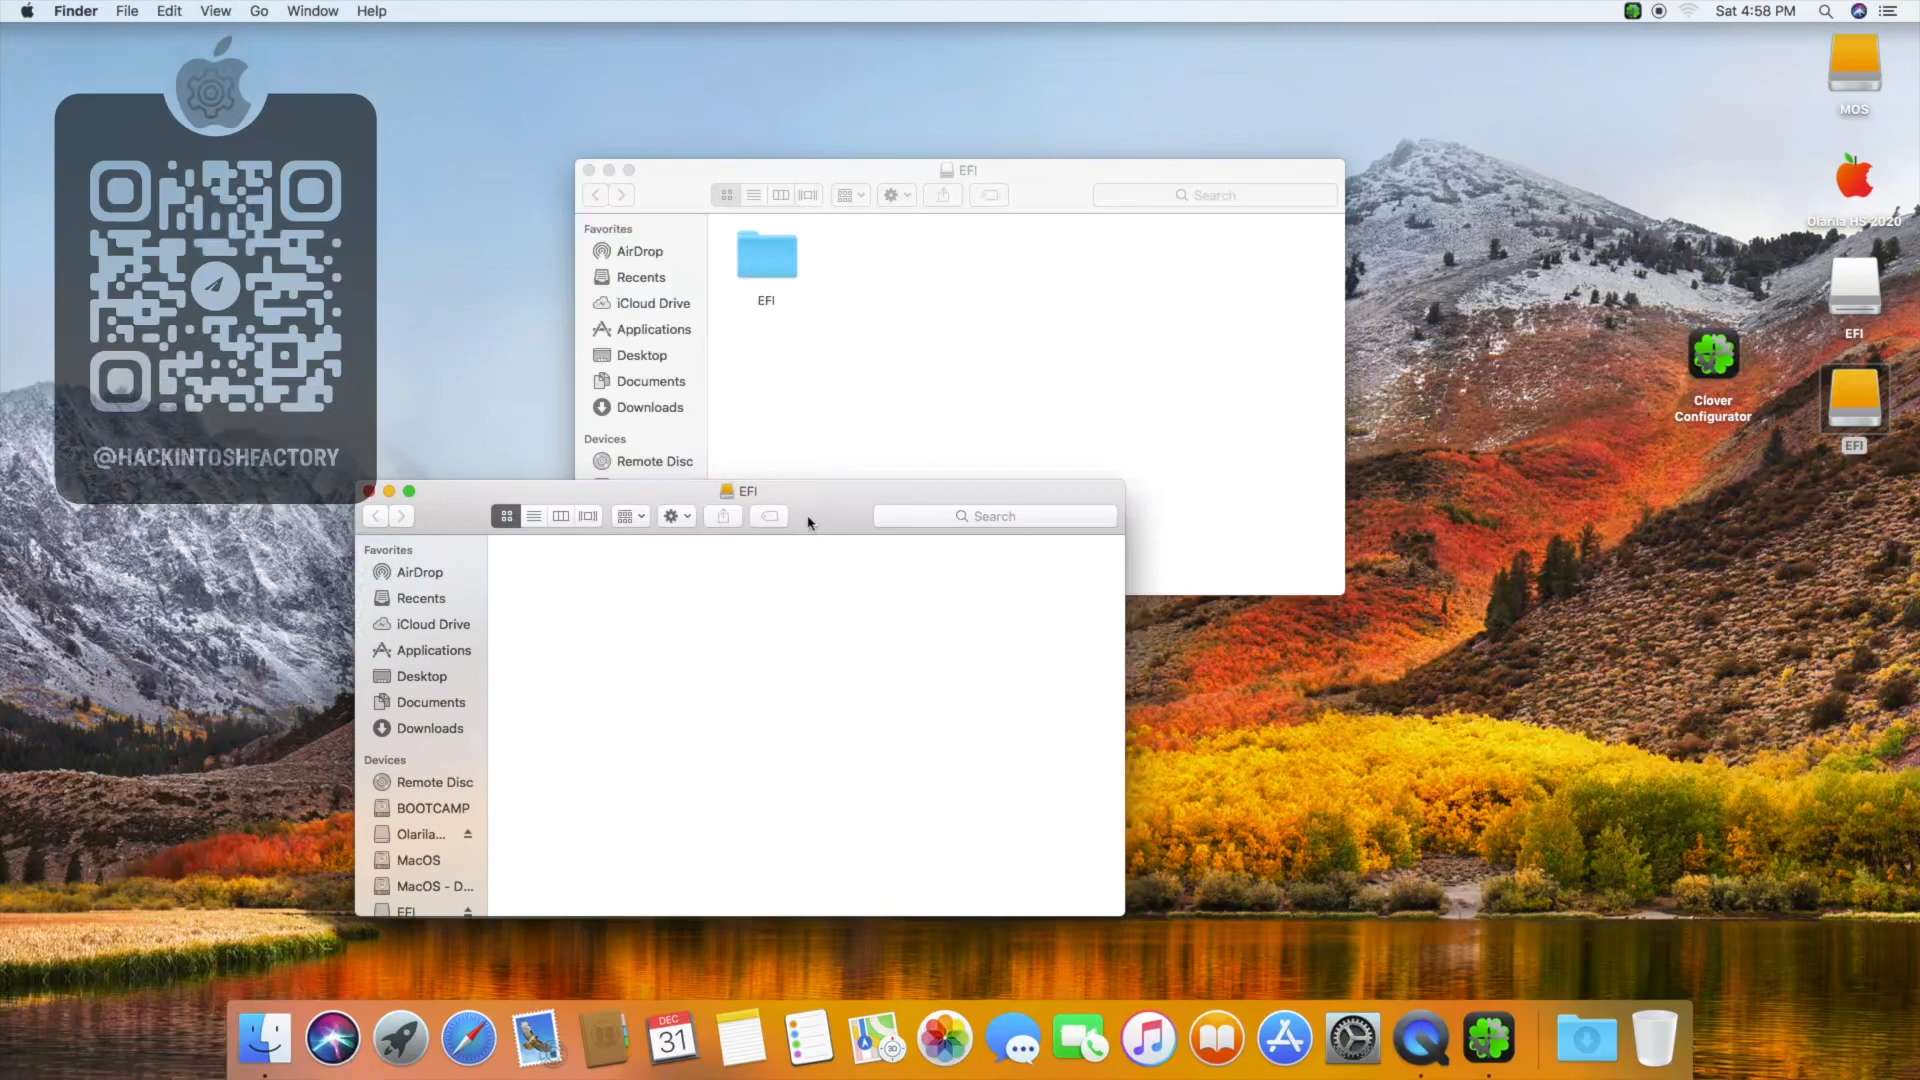 Finder File Edit View Go Window Help
Sat 4:58 PM
MOS
Olarila HS 2020
EFI
EFI
Clover
Configurator
@HACKINTOSHFACTORY
EFI
Search
Favorites
AirDrop
Recents
iCloud Drive
Applications
Desktop
Documents
Downloads
Devices
Remote Disc
EFI
EFI
Search
Favorites
AirDrop
Recents
iCloud Drive
Applications
Desktop
Documents
Downloads
Devices
Remote Disc
BOOTCAMP
Olarila...
MacOS
MacOS - D...
EFI
DEC
31
3D